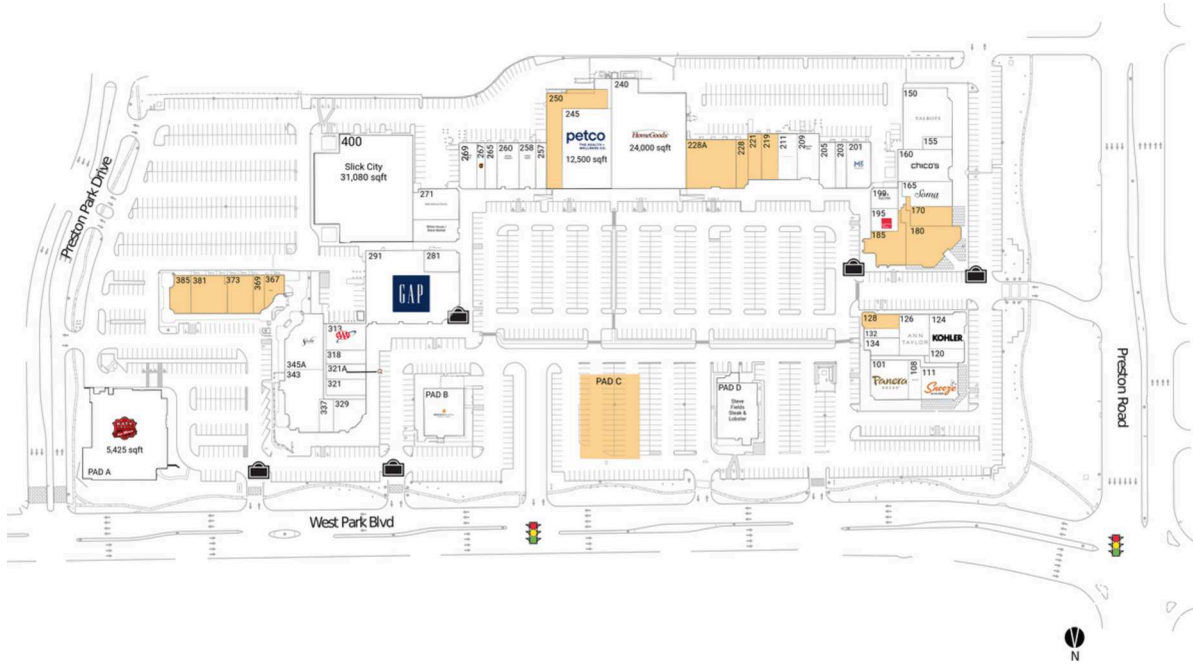 240
250
245
petco
THE HEALTH +
WELLNESS CO.
12,500 sqft
HomeGoods
24,000 sqft
150
TALBOTS
155
160
chico's
165
Soma
170
180
199
195
185
400
Slick City
31,080 sqft
269
267
265
260
258
257
271
228A
228
221
219
211
209
205
203
201
291
281
GAP
385
381
373
369
367
313
318
321A
321
329
337
345A
343
128
126
124
132
134
ANN
TAYLOR
KOHLER
120
101
108
111
Panera
BREAD
Sneeze
PAD A
5,425 sqft
PAD B
PAD C
PAD D
Steve
Fields
Steak &
Lobster
Preston Park Drive
Preston Road
West Park Blvd
N